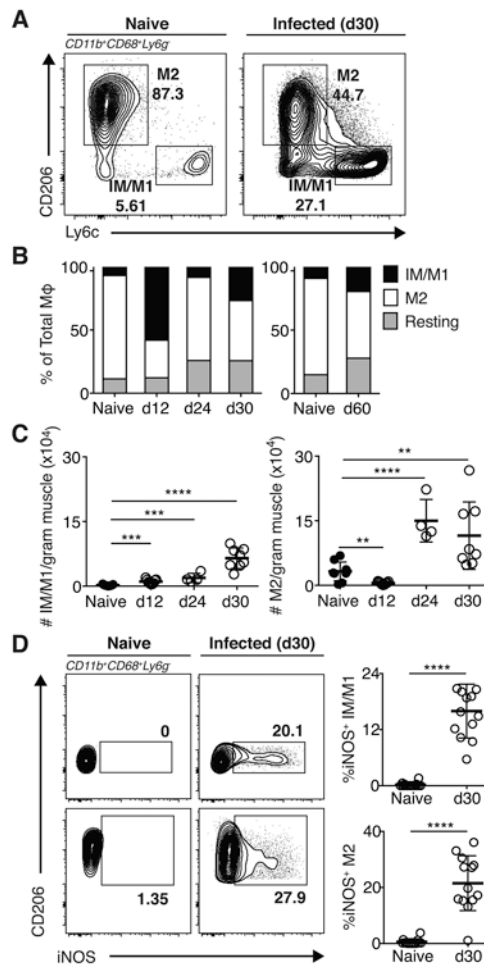 A
Naive
Infected (d30)
CD11b⁺CD68⁺Ly6g⁻
M2
87.3
IM/M1
5.61
M2
44.7
IM/M1
27.1
CD206
Ly6c
B
% of Total MΦ
100
50
0
Naive d12 d24 d30
100
50
0
Naive d60
IM/M1
M2
Resting
C
# IM/M1/gram muscle (x10⁴)
30
15
0
****
***
***
Naive d12 d24 d30
# M2/gram muscle (x10⁴)
30
15
0
**
****
**
Naive d12 d24 d30
D
Naive
Infected (d30)
CD11b⁺CD68⁺Ly6g⁻
0
20.1
1.35
27.9
CD206
iNOS
%iNOS⁺ IM/M1
24
12
0
****
Naive d30
%iNOS⁺ M2
40
20
0
****
Naive d30